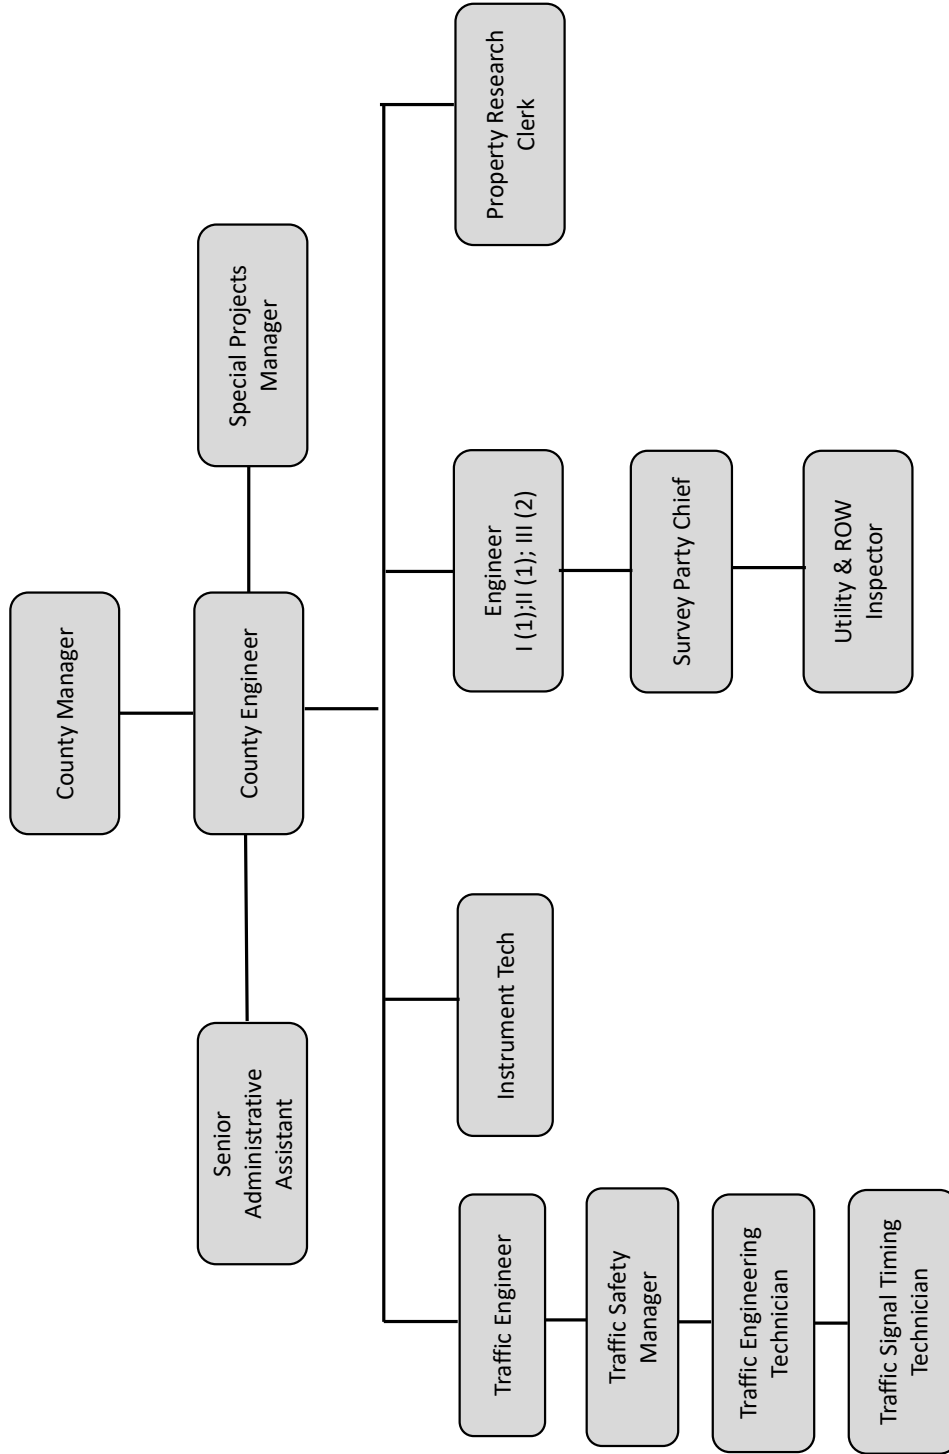 County Manager
Senior
Administrative
Assistant
County Engineer
Special Projects
Manager
Traffic Engineer
Instrument Tech
Engineer
I (1);II (1); III (2)
Property Research
Clerk
Traffic Safety
Manager
Survey Party Chief
Traffic Engineering
Technician
Utility & ROW
Inspector
Traffic Signal Timing
Technician